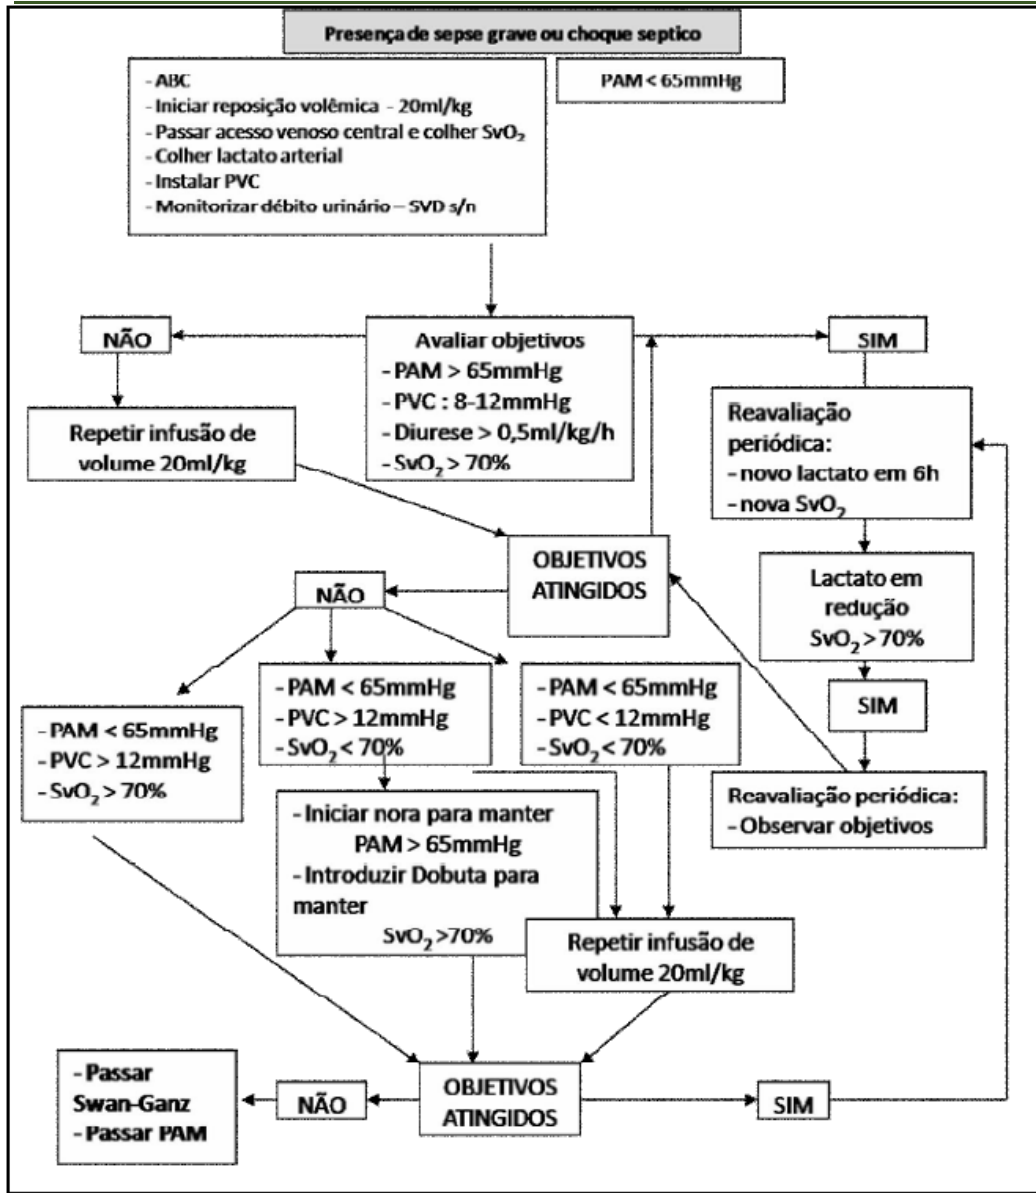 Presença de sepse grave ou choque septico
- ABC
- Iniciar reposição volêmica - 20ml/kg
- Passar acesso venoso central e colher SvO₂
- Colher lactato arterial
- Instalar PVC
- Monitorizar débito urinário – SVD s/n
PAM < 65mmHg
NÃO
Avaliar objetivos
- PAM > 65mmHg
- PVC : 8-12mmHg
- Diurese > 0,5ml/kg/h
- SvO₂ > 70%
SIM
Repetir infusão de
volume 20ml/kg
Reavaliação
periódica:
- novo lactato em 6h
- nova SvO₂
OBJETIVOS
ATINGIDOS
NÃO
Lactato em
redução
SvO₂ > 70%
SIM
- PAM < 65mmHg
- PVC > 12mmHg
- SvO₂ > 70%
- PAM < 65mmHg
- PVC > 12mmHg
- SvO₂ < 70%
- PAM < 65mmHg
- PVC < 12mmHg
- SvO₂ < 70%
Reavaliação periódica:
- Observar objetivos
- Iniciar nora para manter
PAM > 65mmHg
- Introduzir Dobuta para
manter
SvO₂ >70%
Repetir infusão de
volume 20ml/kg
OBJETIVOS
ATINGIDOS
NÃO
SIM
- Passar
Swan-Ganz
- Passar PAM